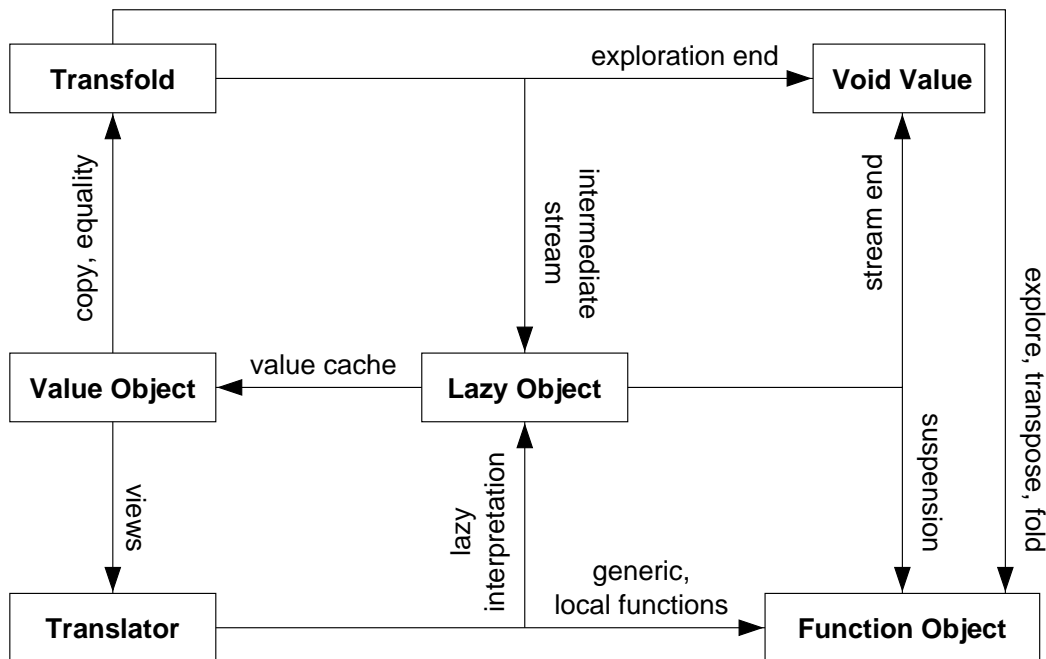 exploration end
Transfold
Void Value
intermediate
stream
stream end
copy, equality
explore, transpose, fold
value cache
Value Object
Lazy Object
suspension
views
lazy
interpretation
generic,
local functions
Translator
Function Object